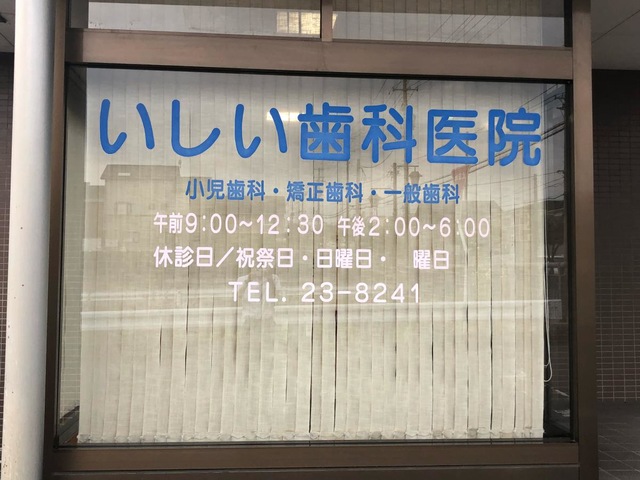 いしい歯科医院
小児歯科・矯正歯科・一般歯科
午前9:00〜12:30 午後2:00〜6:00
休診日／祝祭日・日曜日・　曜日
TEL. 23-8241